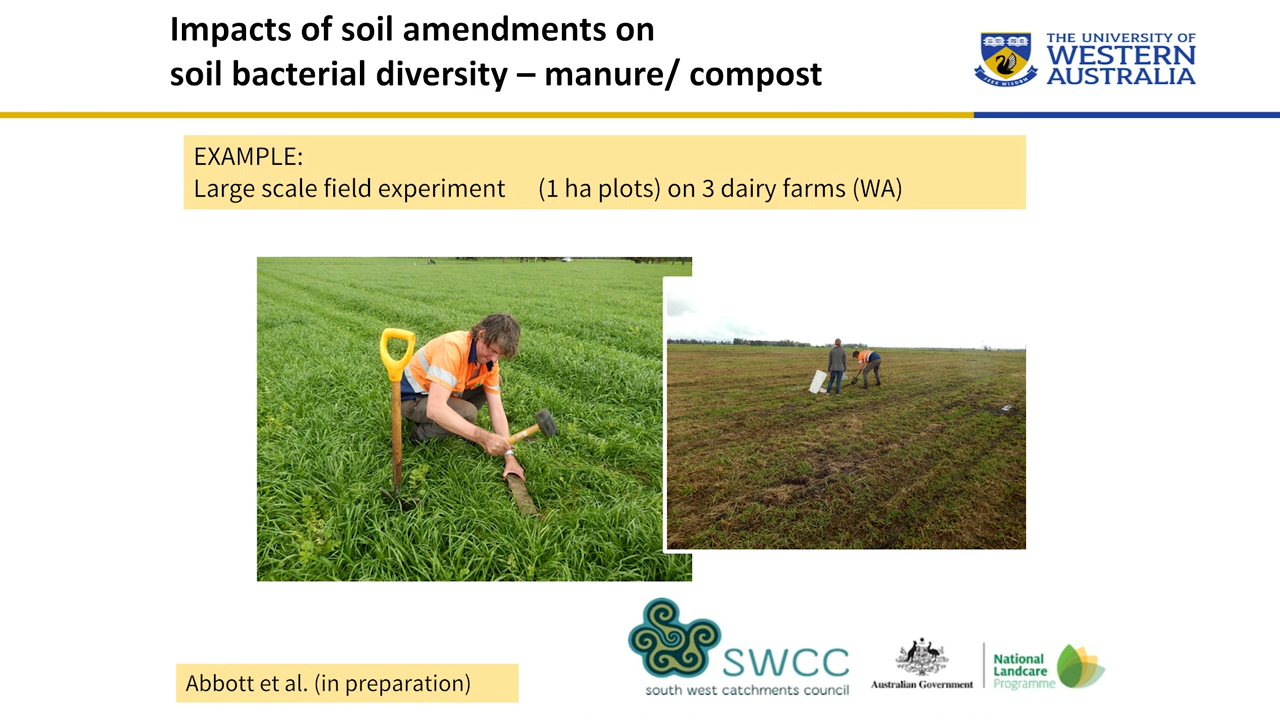 Impacts of soil amendments on
soil bacterial diversity – manure/ compost
THE UNIVERSITY OF
WESTERN
AUSTRALIA
SEEK WISDOM
EXAMPLE:
Large scale field experiment (1 ha plots) on 3 dairy farms (WA)
Abbott et al. (in preparation)
SWCC
south west catchments council
Australian Government
National
Landcare
Programme